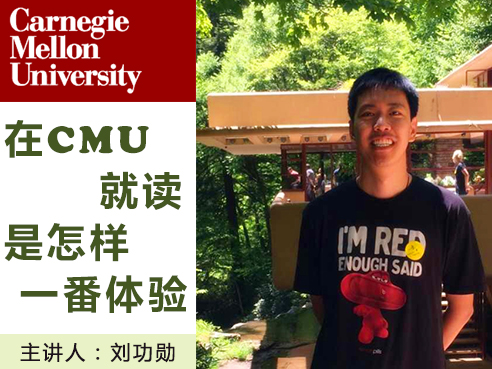 Carnegie
Mellon
University
在CMU
就读
是怎样
一番体验
主讲人：刘功勋
I'M RED
ENOUGH SAID